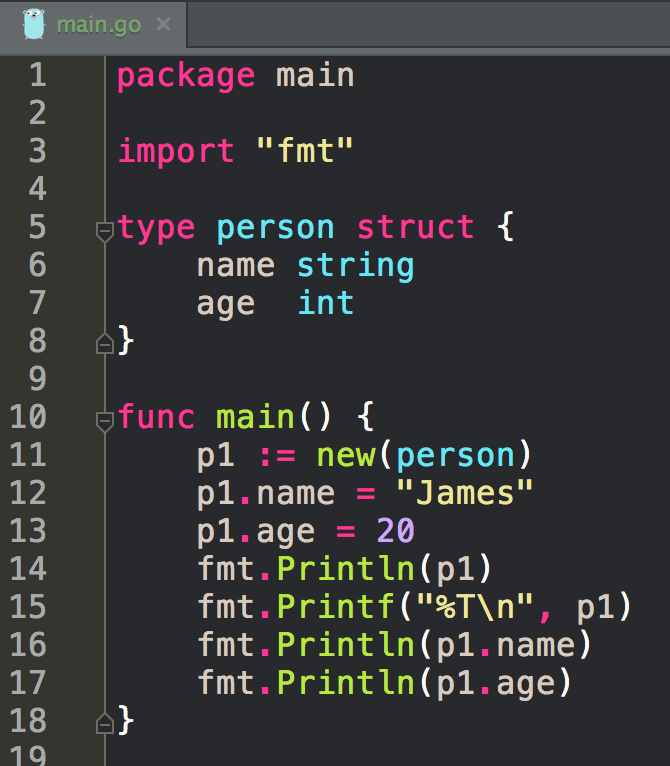 main.go ×
1 package main
2
3 import "fmt"
4
5 type person struct {
6     name string
7     age  int
8 }
9
10 func main() {
11     p1 := new(person)
12     p1.name = "James"
13     p1.age = 20
14     fmt.Println(p1)
15     fmt.Printf("%T\n", p1)
16     fmt.Println(p1.name)
17     fmt.Println(p1.age)
18 }
19